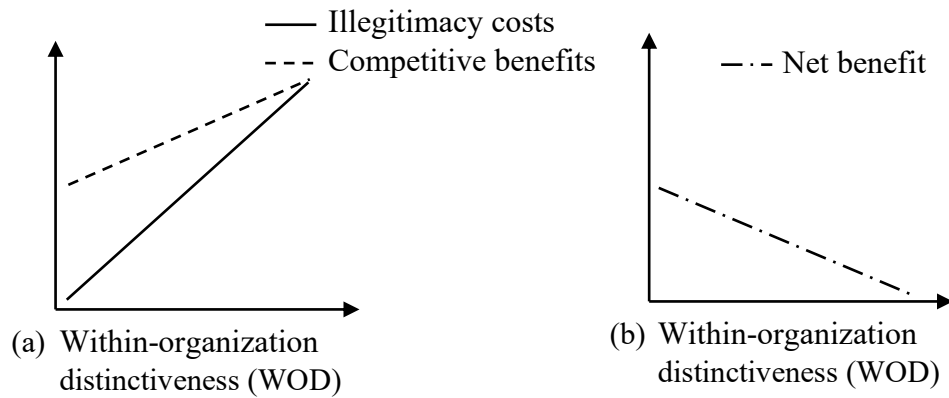 Illegitimacy costs
Competitive benefits
Net benefit
(a) Within-organization
distinctiveness (WOD)
(b) Within-organization
distinctiveness (WOD)